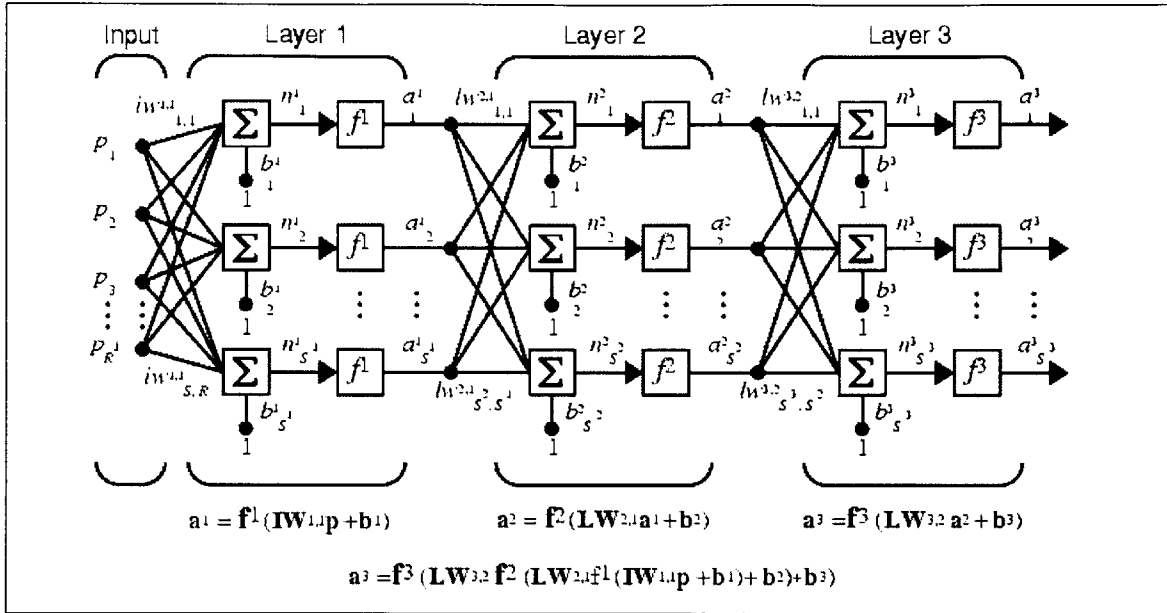 Input Layer 1 Layer 2 Layer 3
iw1,1 1,1 n1 1 a1 1 lw2,1 1,1 n2 1 a2 1 lw3,2 1,1 n3 1 a3 1
Σ f1 Σ f2 Σ f3
p1
b1 1 b2 1 b3 1
1 1 1
p2
n1 2 a1 2 n2 2 a2 2 n3 2 a3 2
Σ f1 Σ f2 Σ f3
p3
b1 2 b2 2 b3 2
1 1 1
pR1
iw1,1 s,R n1 s1 a1 s1 lw2,1 s2,s1 n2 s2 a2 s2 lw3,2 s3,s2 n3 s3 a3 s3
Σ f1 Σ f2 Σ f3
b1 s1 b2 s2 b3 s3
1 1 1
a1 = f1 (IW1,1p + b1) a2 = f2 (LW2,1a1 + b2) a3 = f3 (LW3,2 a2 + b3)
a3 = f3 (LW3,2 f2 (LW2,1f1 (IW1,1p + b1) + b2) + b3)